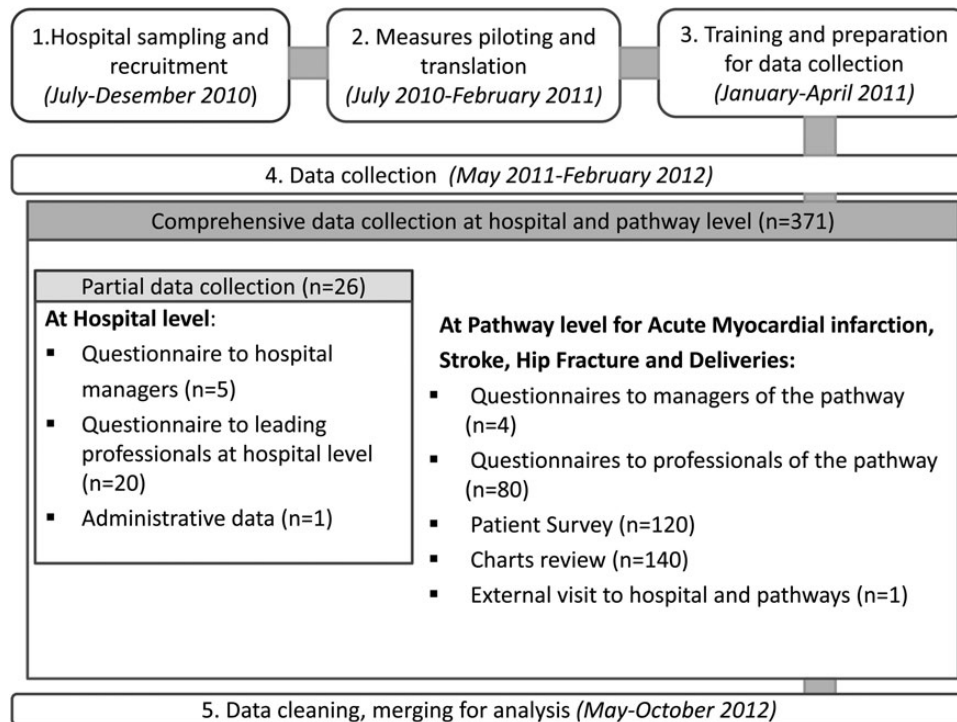 1.Hospital sampling and
recruitment
(July-Desember 2010)
2. Measures piloting and
translation
(July 2010-February 2011)
3. Training and preparation
for data collection
(January-April 2011)
4. Data collection (May 2011-February 2012)
Comprehensive data collection at hospital and pathway level (n=371)
Partial data collection (n=26)
At Hospital level:
▪ Questionnaire to hospital
managers (n=5)
▪ Questionnaire to leading
professionals at hospital level
(n=20)
▪ Administrative data (n=1)
At Pathway level for Acute Myocardial infarction,
Stroke, Hip Fracture and Deliveries:
▪ Questionnaires to managers of the pathway
(n=4)
▪ Questionnaires to professionals of the pathway
(n=80)
▪ Patient Survey (n=120)
▪ Charts review (n=140)
▪ External visit to hospital and pathways (n=1)
5. Data cleaning, merging for analysis (May-October 2012)